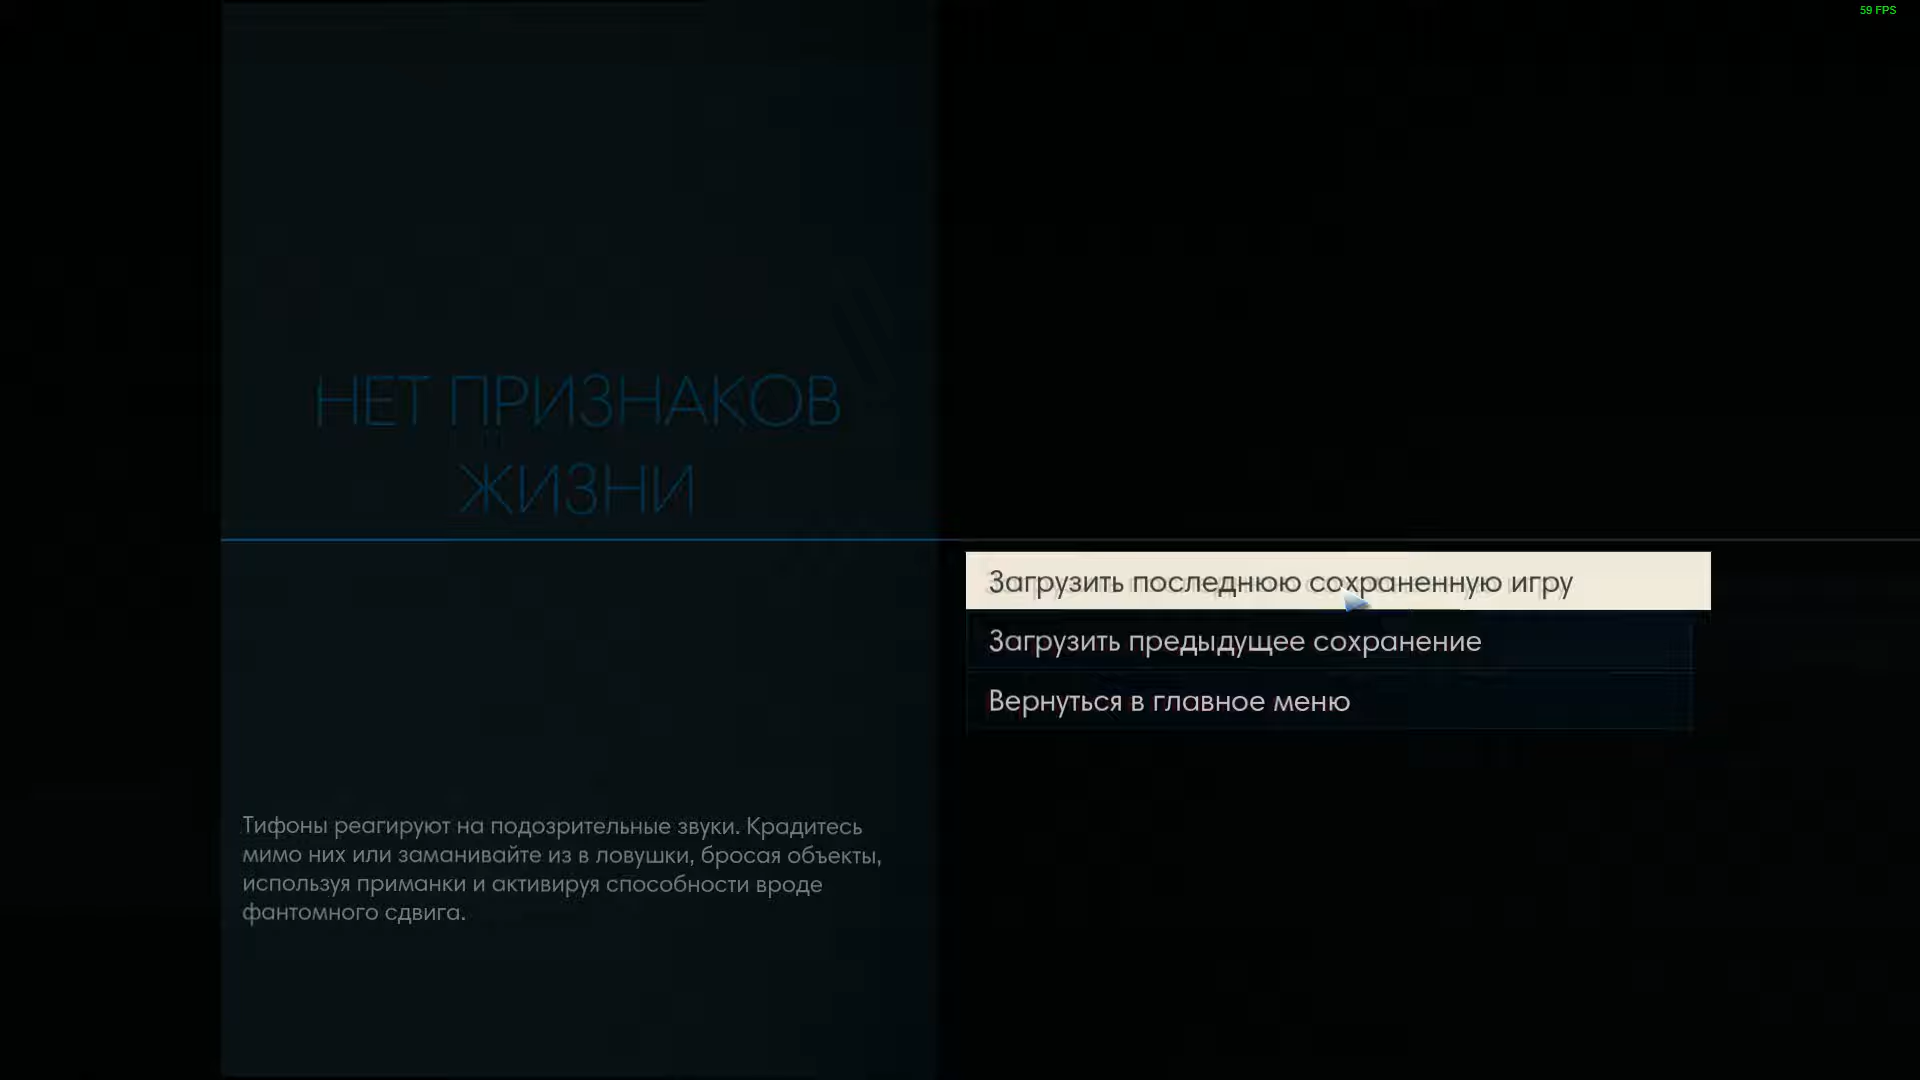 59 FPS
НЕТ ПРИЗНАКОВ
ЖИЗНИ
Загрузить последнюю сохраненную игру
Загрузить предыдущее сохранение
Вернуться в главное меню
Тифоны реагируют на подозрительные звуки. Крадитесь
мимо них или заманивайте из в ловушки, бросая объекты,
используя приманки и активируя способности вроде
фантомного сдвига.